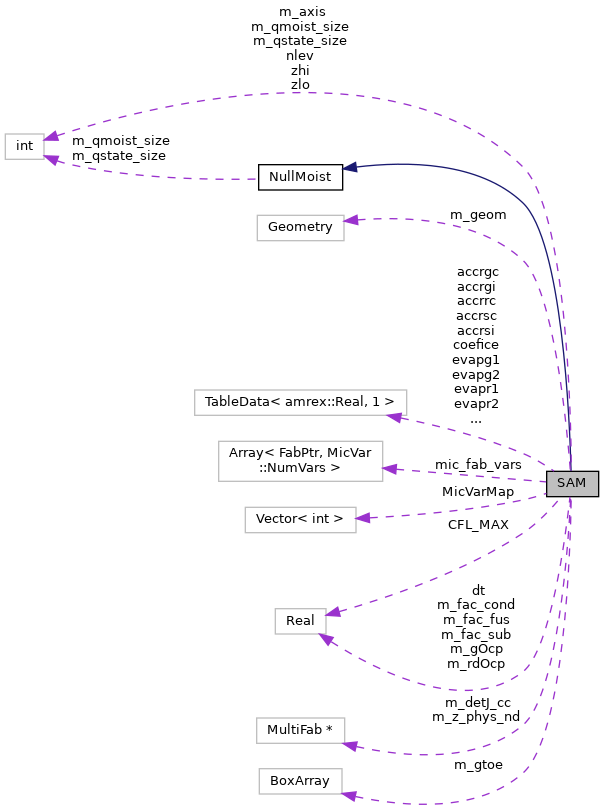 m_axis
m_qmoist_size
m_qstate_size
nlev
zhi
zlo
int
m_qmoist_size
m_qstate_size
NullMoist
Geometry
m_geom
accrgc
accrgi
accrrc
accrsc
accrsi
coefice
evapg1
evapg2
evapr1
evapr2
...
TableData< amrex::Real, 1 >
Array< FabPtr, MicVar
::NumVars >
mic_fab_vars
SAM
MicVarMap
Vector< int >
CFL_MAX
Real
dt
m_fac_cond
m_fac_fus
m_fac_sub
m_gOcp
m_rdOcp
m_detJ_cc
m_z_phys_nd
MultiFab *
m_gtoe
BoxArray